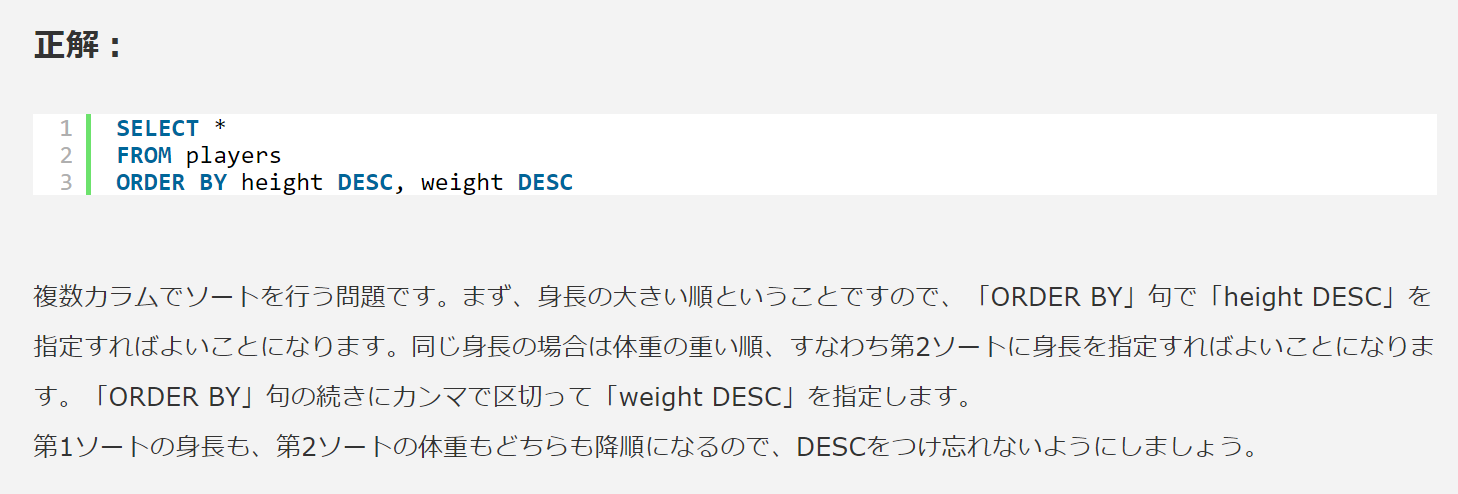 正解：
1 SELECT *
2 FROM players
3 ORDER BY height DESC, weight DESC
複数カラムでソートを行う問題です。まず、身長の大きい順ということですので、「ORDER BY」句で「height DESC」を
指定すればよいことになります。同じ身長の場合は体重の重い順、すなわち第2ソートに身長を指定すればよいことになりま
す。「ORDER BY」句の続きにカンマで区切って「weight DESC」を指定します。
第1ソートの身長も、第2ソートの体重もどちらも降順になるので、DESCをつけ忘れないようにしましょう。